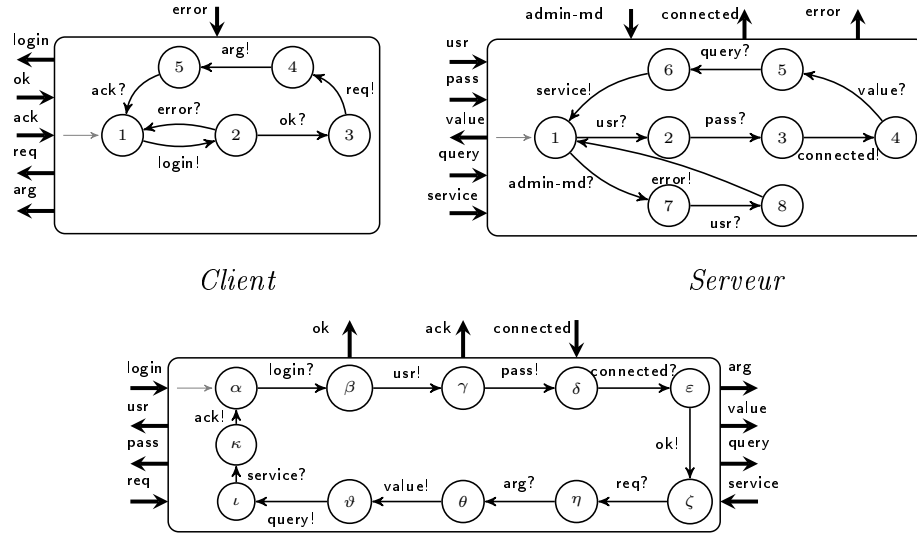 error
login
ok
ack
req
arg
arg!
5
4
ack?
error?
req!
1
2
ok?
3
login!
Client
admin-md
connected
error
usr
pass
value
query
service
query?
6
5
service!
value?
1
usr?
2
pass?
3
4
connected!
admin-md?
error!
7
usr?
8
Serveur
ok
ack
connected
login
usr
pass
req
arg
value
query
service
α
login?
β
usr!
γ
pass!
δ
connected?
ε
ack!
κ
ok!
service?
ι
query!
ϑ
value!
θ
arg?
η
req?
ζ